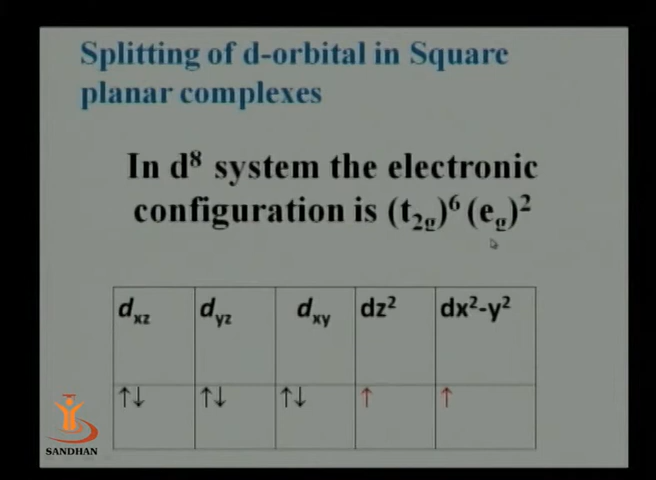 Splitting of d-orbital in Square
planar complexes
In d⁸ system the electronic
configuration is (t₂g)⁶ (eg)²
dxz dyz dxy dz² dx²-y²
↑↓ ↑↓ ↑↓ ↑ ↑
SANDHAN